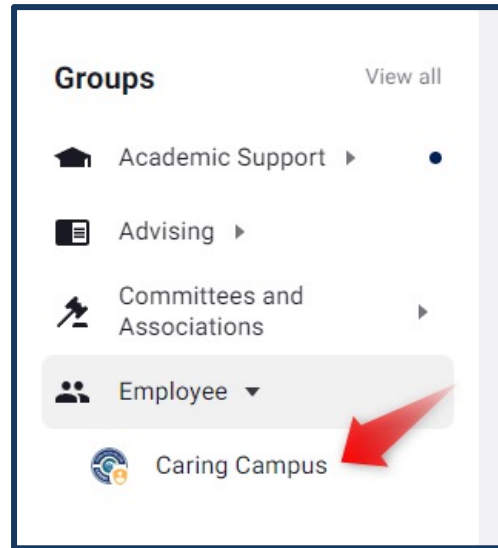 Groups
View all
Academic Support
Advising
Committees and
Associations
Employee
Caring Campus